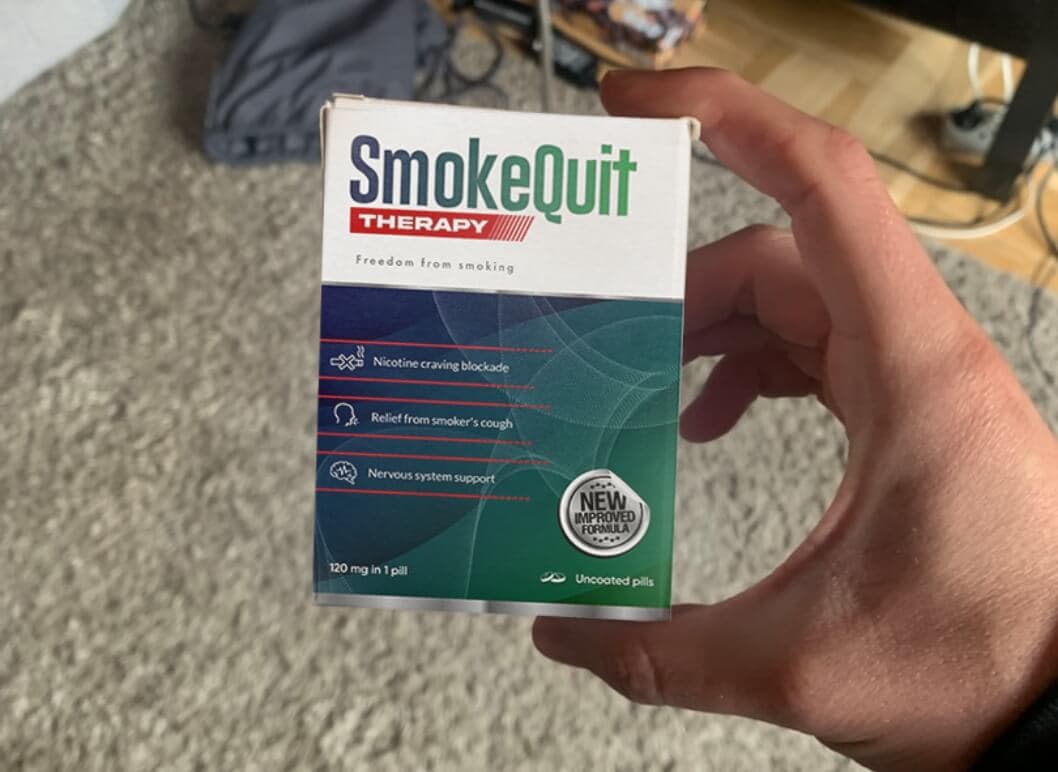 SmokeQuit
THERAPY
Freedom from smoking
Nicotine craving blockade
Relief from smoker's cough
Nervous system support
NEW
IMPROVED
FORMULA
120 mg in 1 pill
Uncoated pills